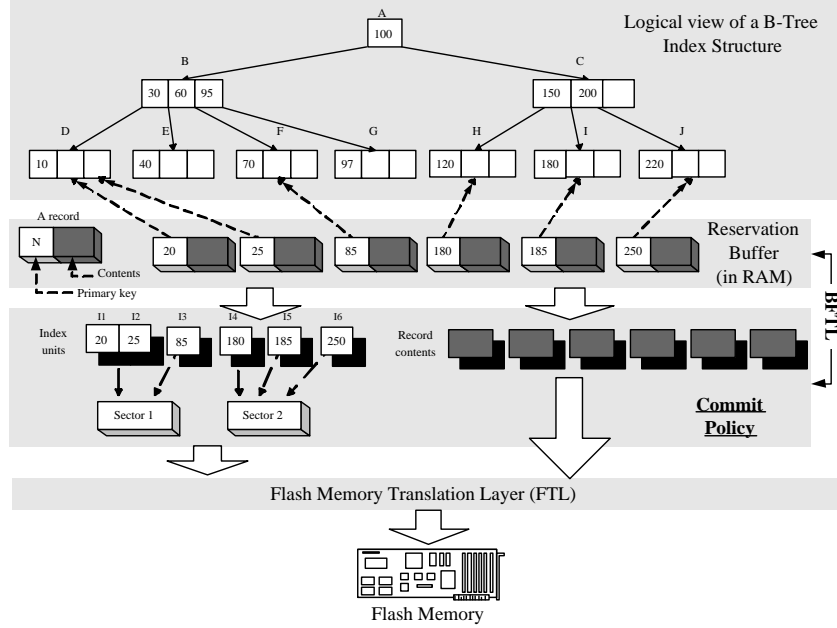 A
100
Logical view of a B-Tree
Index Structure
B
C
30 60 95
150 200
D
E
F
G
H
I
J
10
40
70
97
120
180
220
A record
N
Contents
Primary key
20
25
85
180
185
250
Reservation
Buffer
(in RAM)
BFTL
Index
units
I1 I2 I3 I4 I5 I6
20 25 85 180 185 250
Record
contents
Sector 1
Sector 2
Commit
Policy
Flash Memory Translation Layer (FTL)
Flash Memory